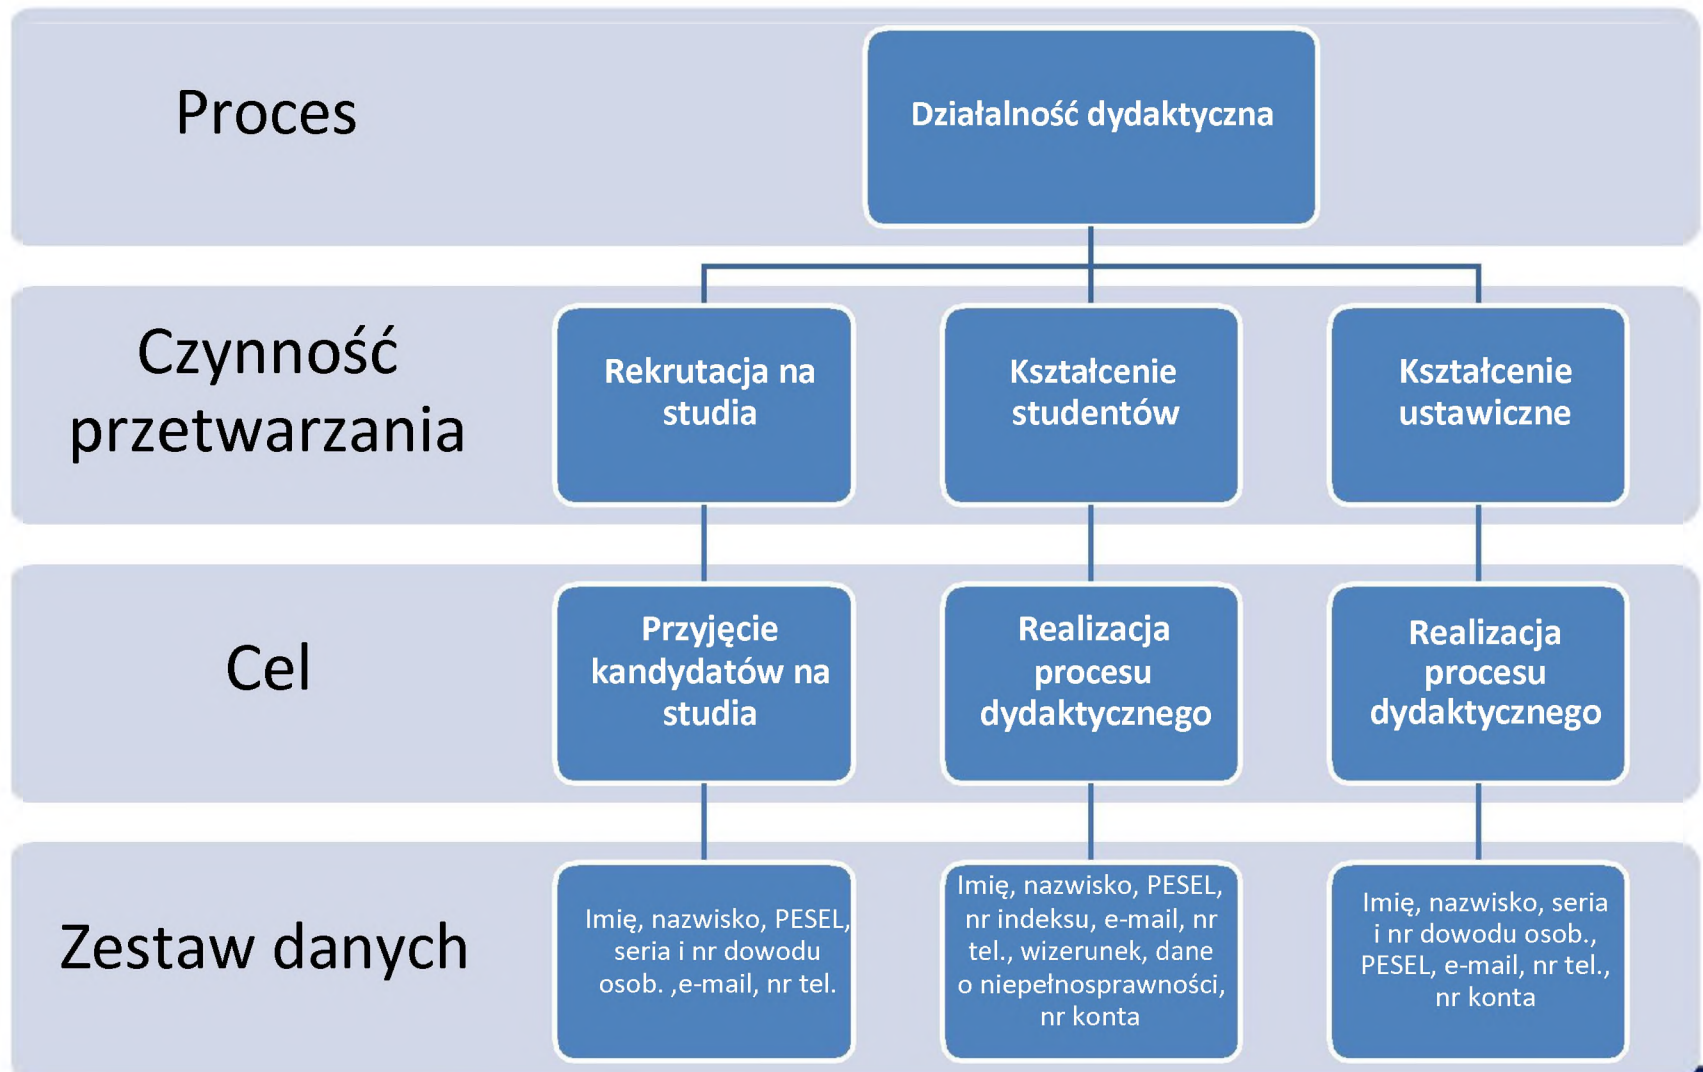 Proces
Działalność dydaktyczna
Czynność
przetwarzania
Rekrutacja na
studia
Kształcenie
studentów
Kształcenie
ustawiczne
Cel
Przyjęcie
kandydatów na
studia
Realizacja
procesu
dydaktycznego
Realizacja
procesu
dydaktycznego
Zestaw danych
Imię, nazwisko, PESEL,
seria i nr dowodu
osob. ,e-mail, nr tel.
Imię, nazwisko, PESEL,
nr indeksu, e-mail, nr
tel., wizerunek, dane
o niepełnosprawności,
nr konta
Imię, nazwisko, seria
i nr dowodu osob.,
PESEL, e-mail, nr tel.,
nr konta